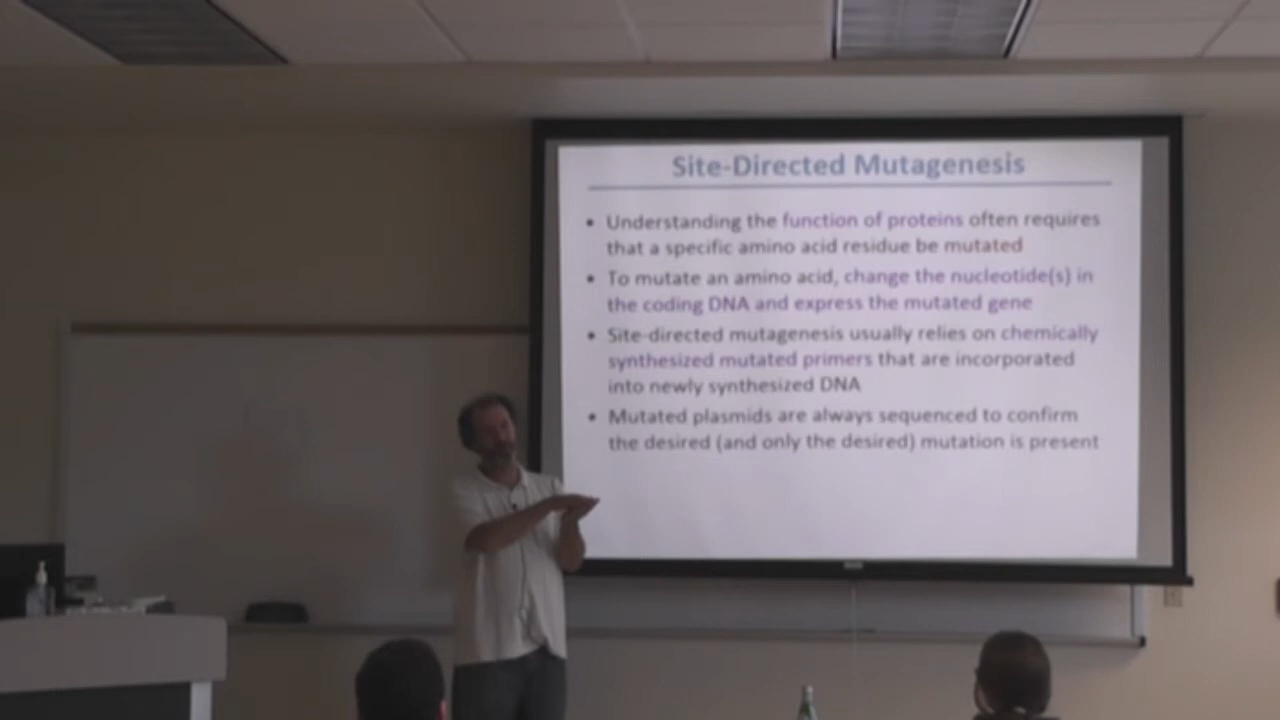 Site-Directed Mutagenesis
• Understanding the function of proteins often requires
that a specific amino acid residue be mutated
• To mutate an amino acid, change the nucleotide(s) in
the coding DNA and express the mutated gene
• Site-directed mutagenesis usually relies on chemically
synthesized mutated primers that are incorporated
into newly synthesized DNA
• Mutated plasmids are always sequenced to confirm
the desired (and only the desired) mutation is present